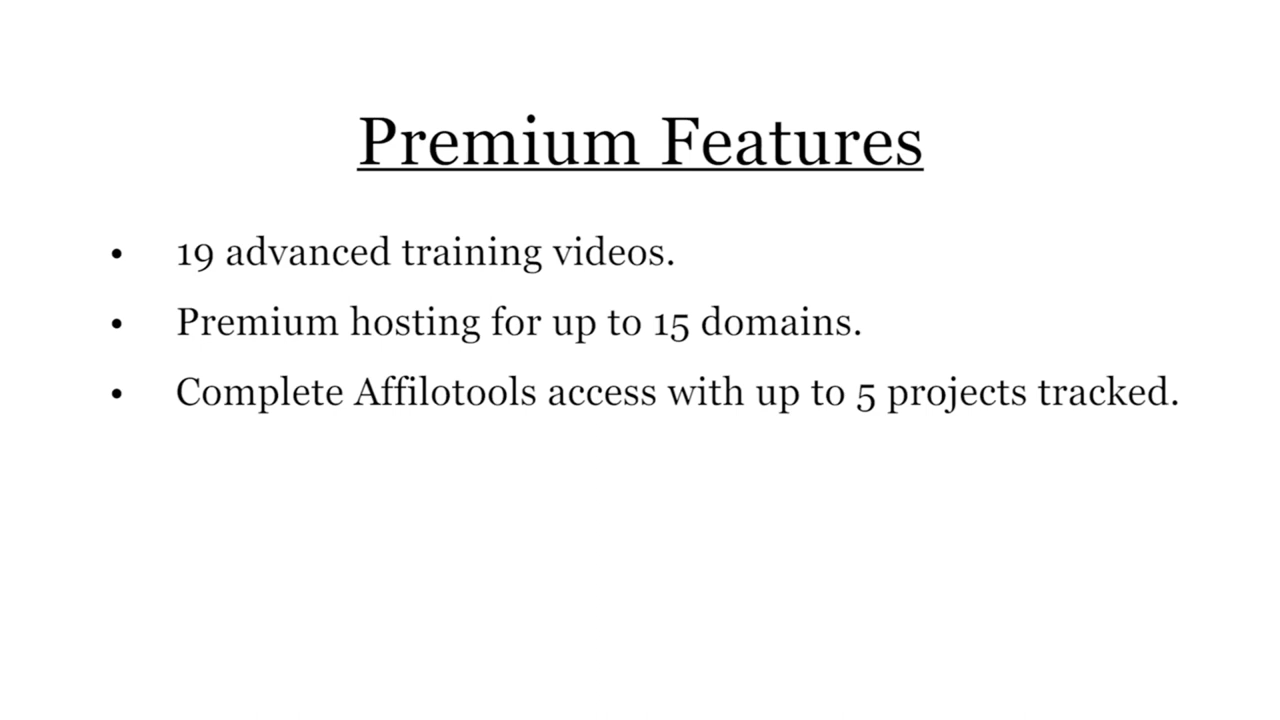 Premium Features
• 19 advanced training videos.
• Premium hosting for up to 15 domains.
• Complete Affilotools access with up to 5 projects tracked.